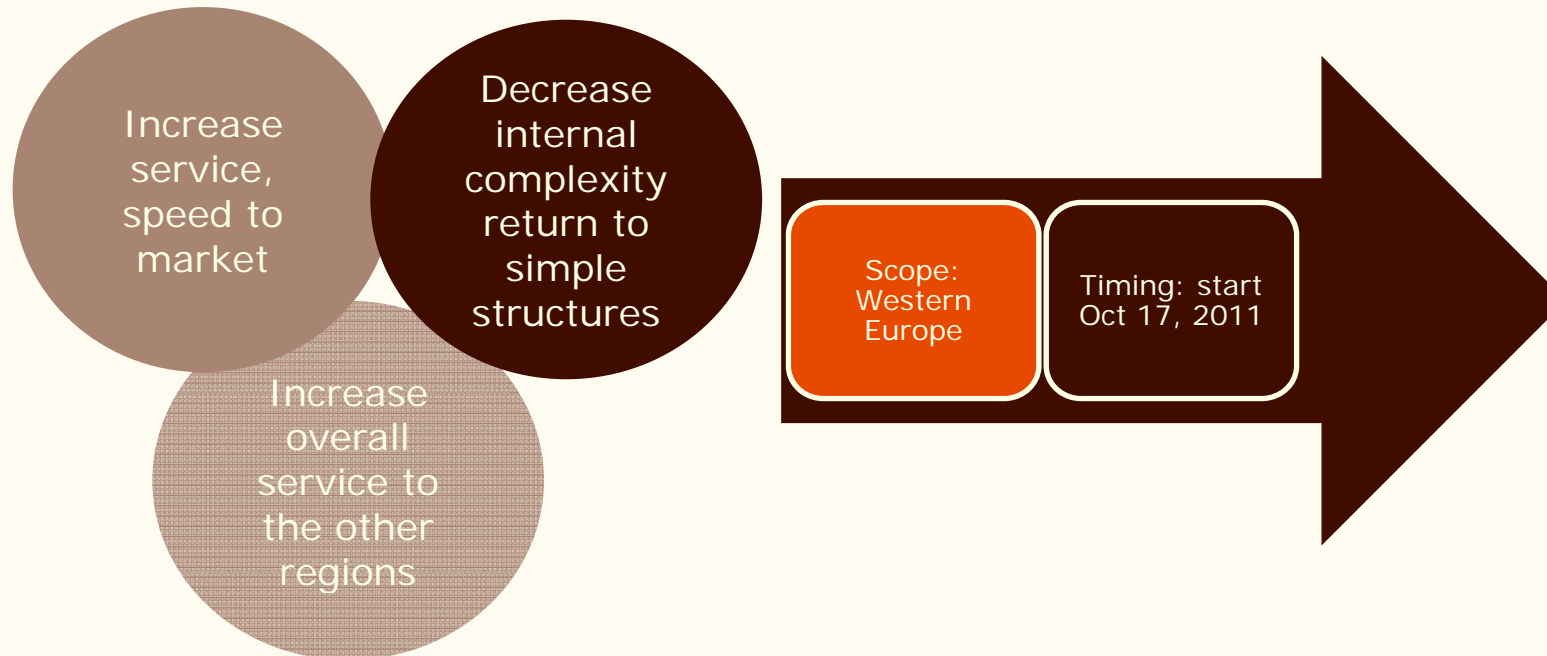 Increase
service,
speed to
market
Decrease
internal
complexity
return to
simple
structures
Increase
overall
service to
the other
regions
Scope:
Western
Europe
Timing: start
Oct 17, 2011